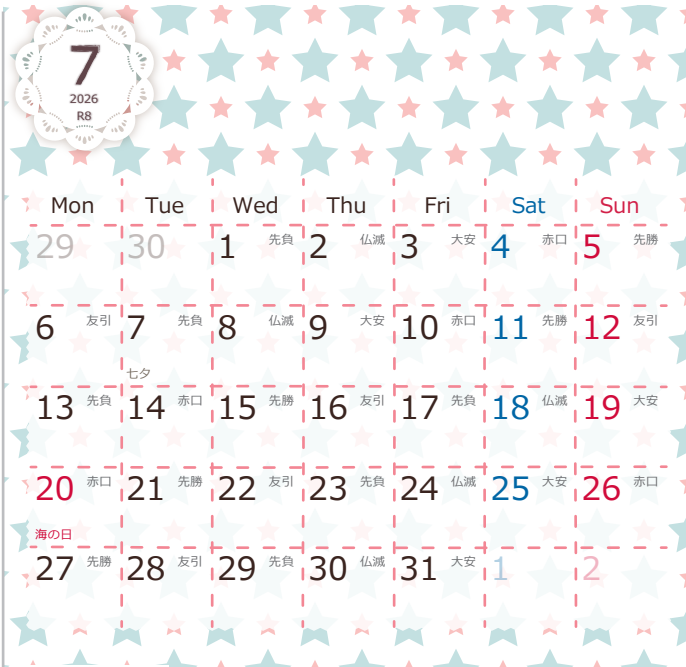 7
2026
R8
Mon Tue Wed Thu Fri Sat Sun
29 30 1 先負 2 仏滅 3 大安 4 赤口 5 先勝
6 友引 7 先負 8 仏滅 9 大安 10 赤口 11 先勝 12 友引
七夕
13 先負 14 赤口 15 先勝 16 友引 17 先負 18 仏滅 19 大安
20 赤口 21 先勝 22 友引 23 先負 24 仏滅 25 大安 26 赤口
海の日
27 先勝 28 友引 29 先負 30 仏滅 31 大安 1 2